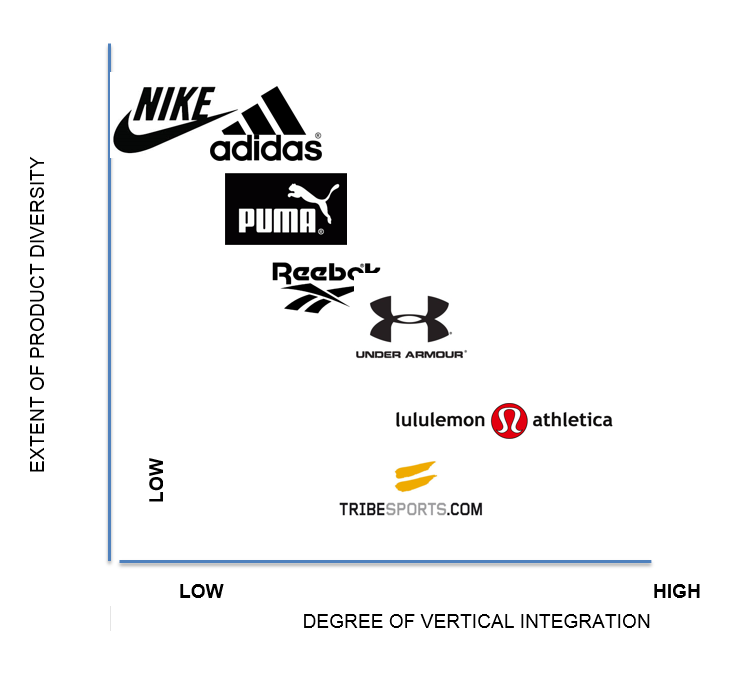 NIKE
adidas®
PUMA®
Reebok
UNDER ARMOUR
lululemon athletica
TRIBESPORTS.COM
EXTENT OF PRODUCT DIVERSITY
LOW
LOW
HIGH
DEGREE OF VERTICAL INTEGRATION